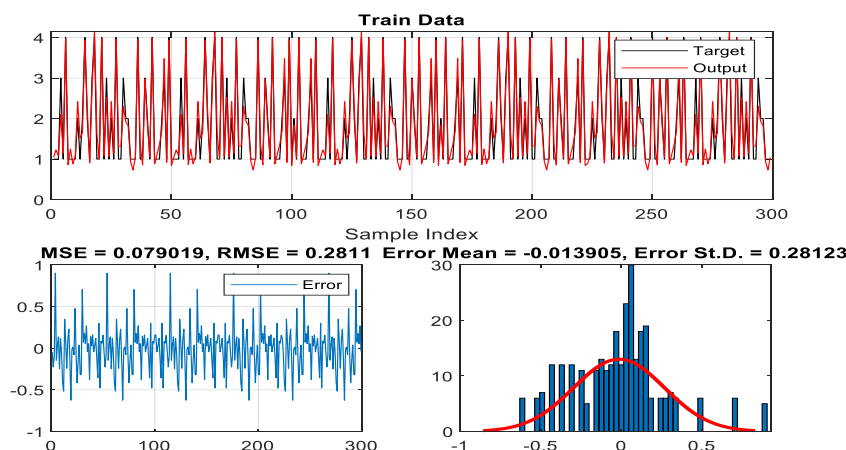 Train Data
4
3
2
1
0
Target
Output
0 50 100 150 200 250 300
Sample Index
MSE = 0.079019, RMSE = 0.2811 Error Mean = -0.013905, Error St.D. = 0.28123
1
0.5
0
-0.5
-1
Error
0 100 200 300
30
20
10
0
-1 -0.5 0 0.5